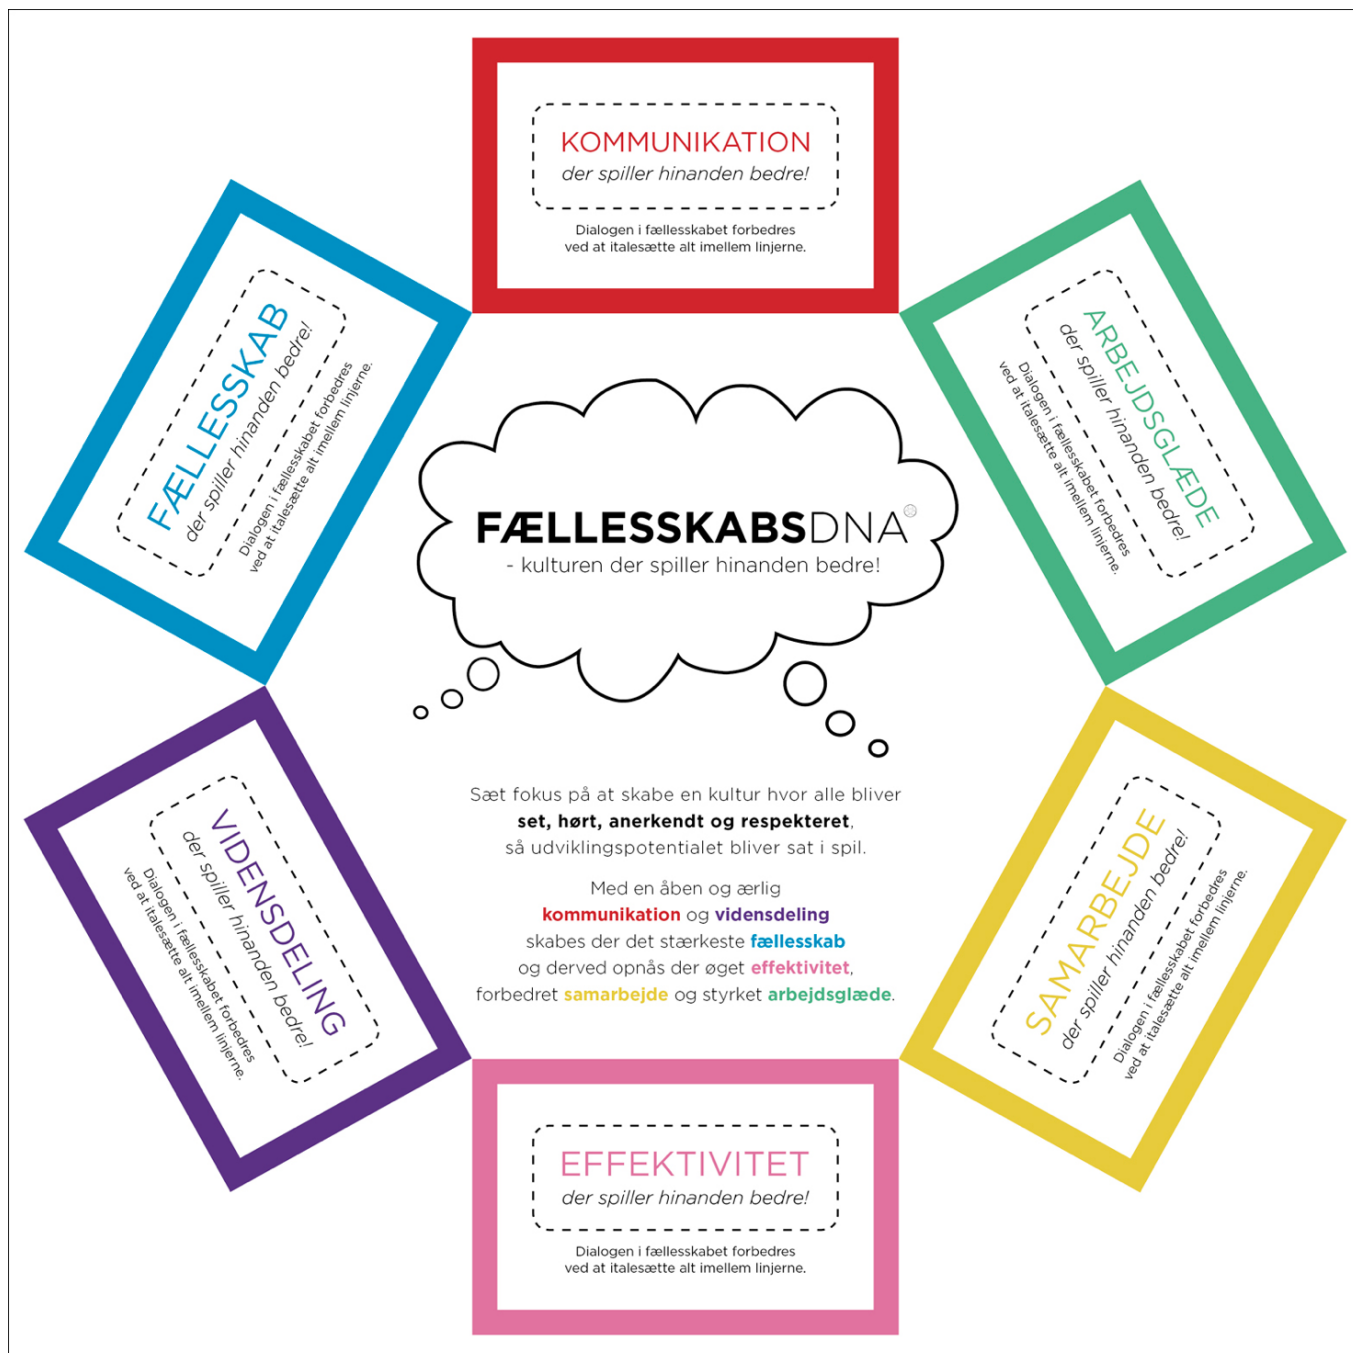 KOMMUNIKATION
der spiller hinanden bedre!
Dialogen i fællesskabet forbedres
ved at italesætte alt imellem linjerne.
FÆLLESSKAB
der spiller hinanden bedre!
Dialogen i fællesskabet forbedres
ved at italesætte alt imellem linjerne.
ARBEJDSGLÆDE
der spiller hinanden bedre!
Dialogen i fællesskabet forbedres
ved at italesætte alt imellem linjerne.
FÆLLESSKABSDNA
- kulturen der spiller hinanden bedre!
Sæt fokus på at skabe en kultur hvor alle bliver
set, hørt, anerkendt og respekteret,
så udviklingspotentialet bliver sat i spil.
Med en åben og ærlig
kommunikation og vidensdeling
skabes der det stærkeste fællesskab
og derved opnås der øget effektivitet,
forbedret samarbejde og styrket arbejdsglæde.
VIDENSDELING
der spiller hinanden bedre!
Dialogen i fællesskabet forbedres
ved at italesætte alt imellem linjerne.
SAMARBEJDE
der spiller hinanden bedre!
Dialogen i fællesskabet forbedres
ved at italesætte alt imellem linjerne.
EFFEKTIVITET
der spiller hinanden bedre!
Dialogen i fællesskabet forbedres
ved at italesætte alt imellem linjerne.